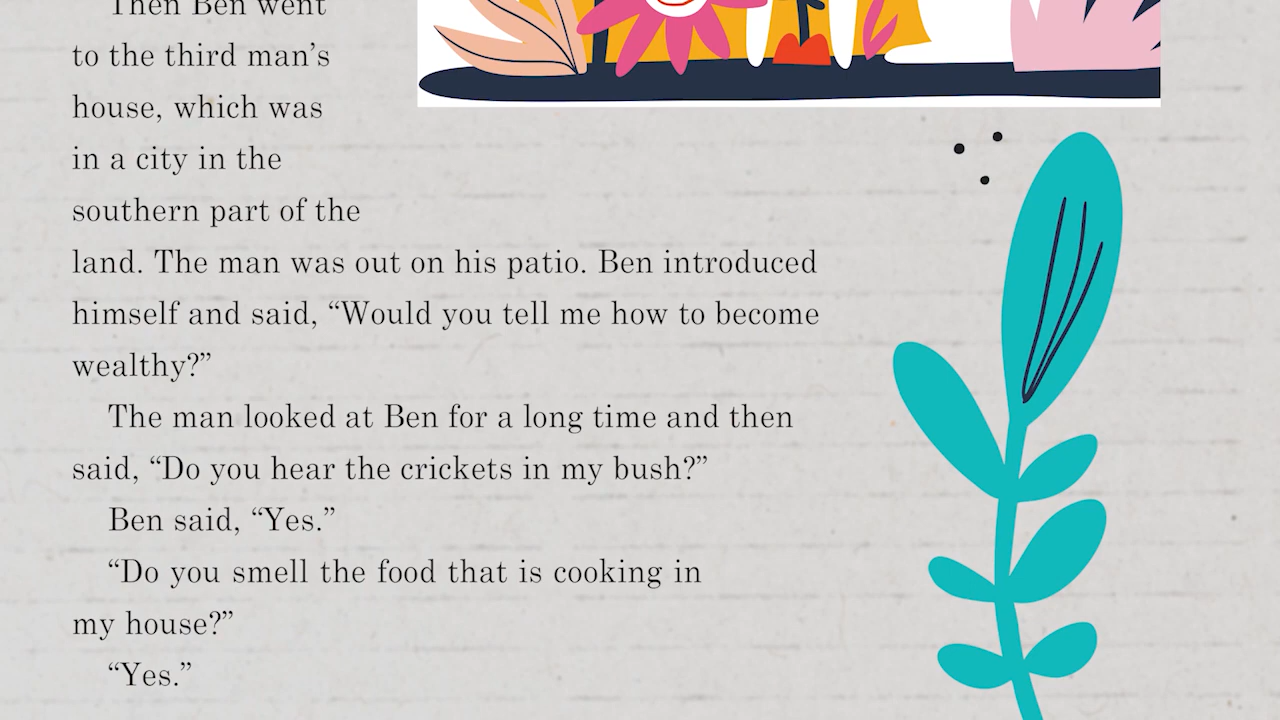 Then Ben went
to the third man’s
house, which was
in a city in the
southern part of the
land. The man was out on his patio. Ben introduced
himself and said, “Would you tell me how to become
wealthy?”
The man looked at Ben for a long time and then
said, “Do you hear the crickets in my bush?”
Ben said, “Yes.”
“Do you smell the food that is cooking in
my house?”
“Yes.”